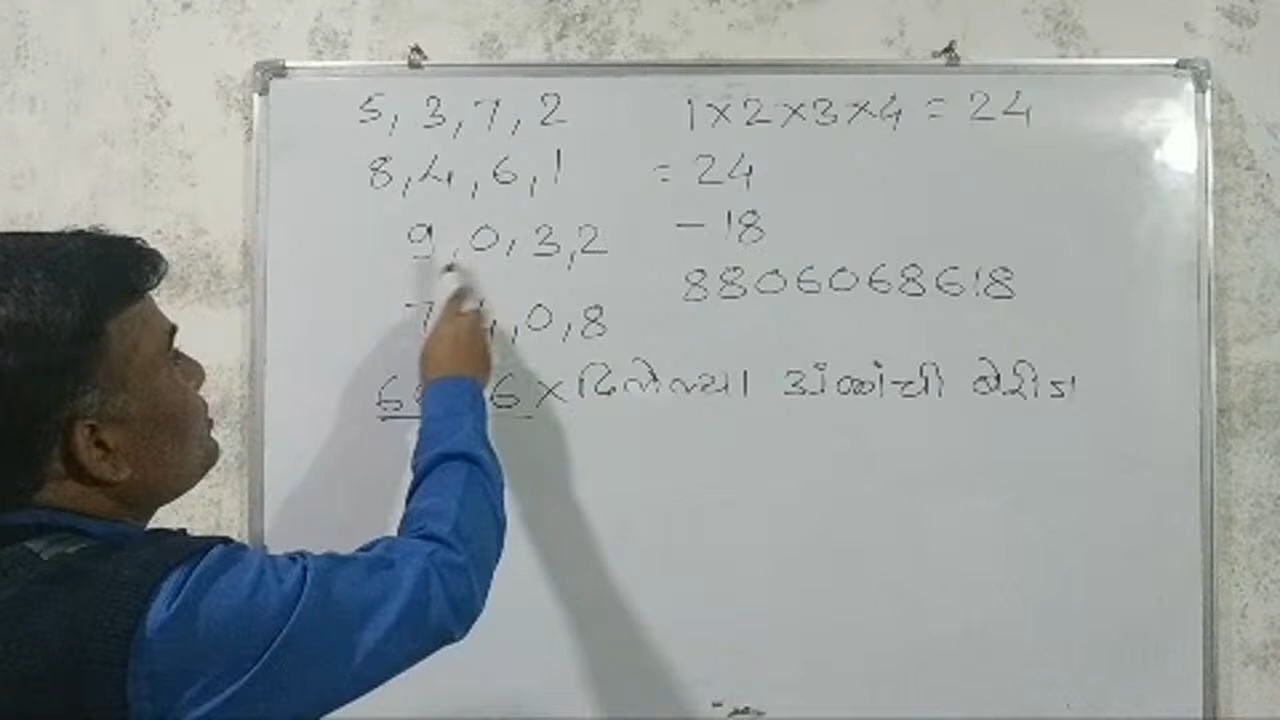 5, 3, 7, 2 1×2×3×4 = 24
8, 4, 6, 1 = 24
9, 0, 3, 2 - 18
8806068618
7 , 0, 8
6 6 × दिलेल्या अंकांची बेरीज